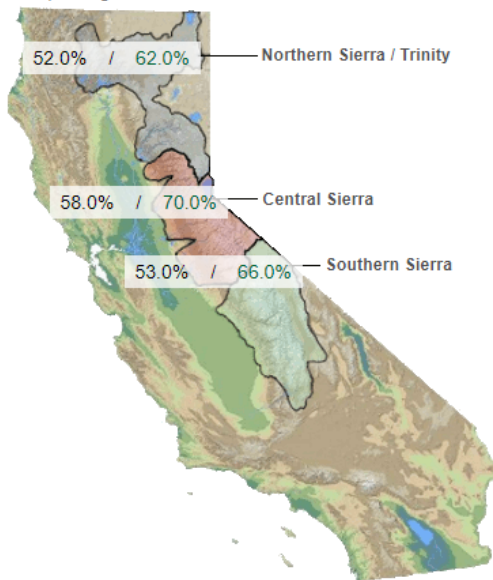 52.0% / 62.0% Northern Sierra / Trinity
58.0% / 70.0% Central Sierra
53.0% / 66.0% Southern Sierra